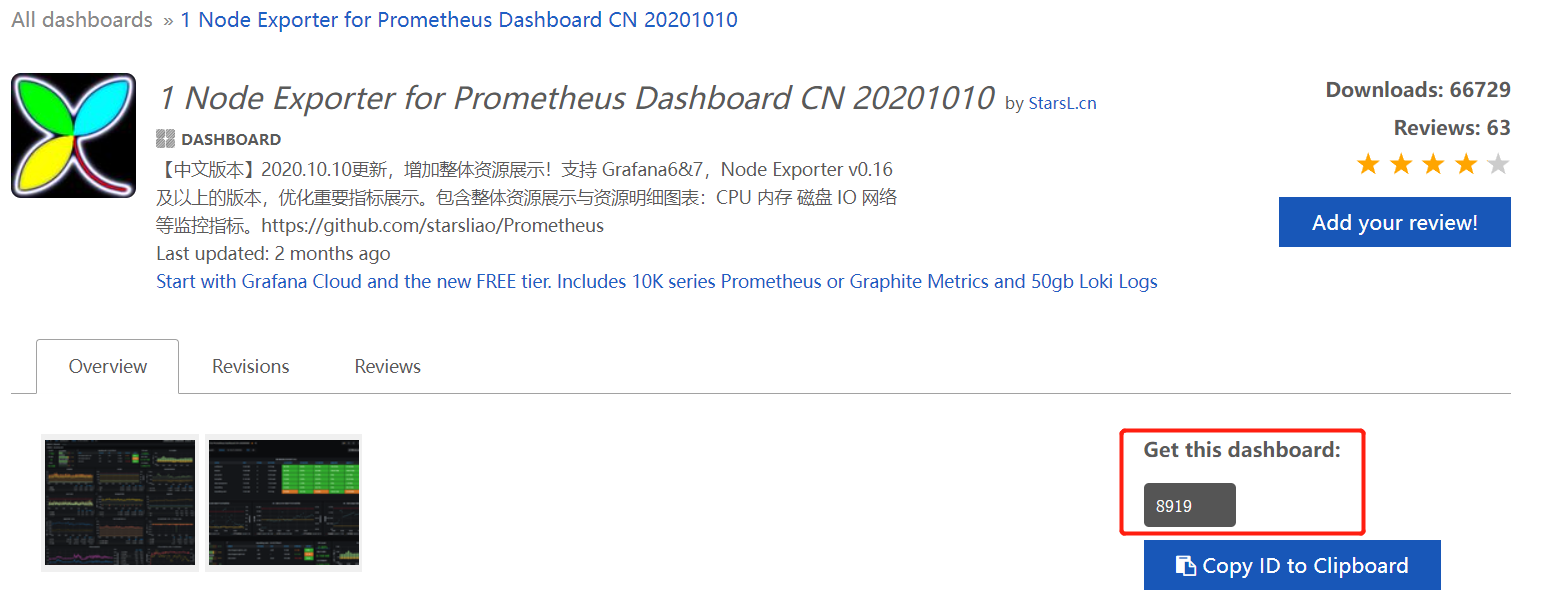 All dashboards » 1 Node Exporter for Prometheus Dashboard CN 20201010
1 Node Exporter for Prometheus Dashboard CN 20201010 by StarsL.cn
DASHBOARD
【中文版本】2020.10.10更新，增加整体资源展示！支持 Grafana6&7，Node Exporter v0.16
及以上的版本，优化重要指标展示。包含整体资源展示与资源明细图表：CPU 内存 磁盘 IO 网络
等监控指标。https://github.com/starsliao/Prometheus
Last updated: 2 months ago
Start with Grafana Cloud and the new FREE tier. Includes 10K series Prometheus or Graphite Metrics and 50gb Loki Logs
Downloads: 66729
Reviews: 63
Add your review!
Overview
Revisions
Reviews
Get this dashboard:
8919
Copy ID to Clipboard